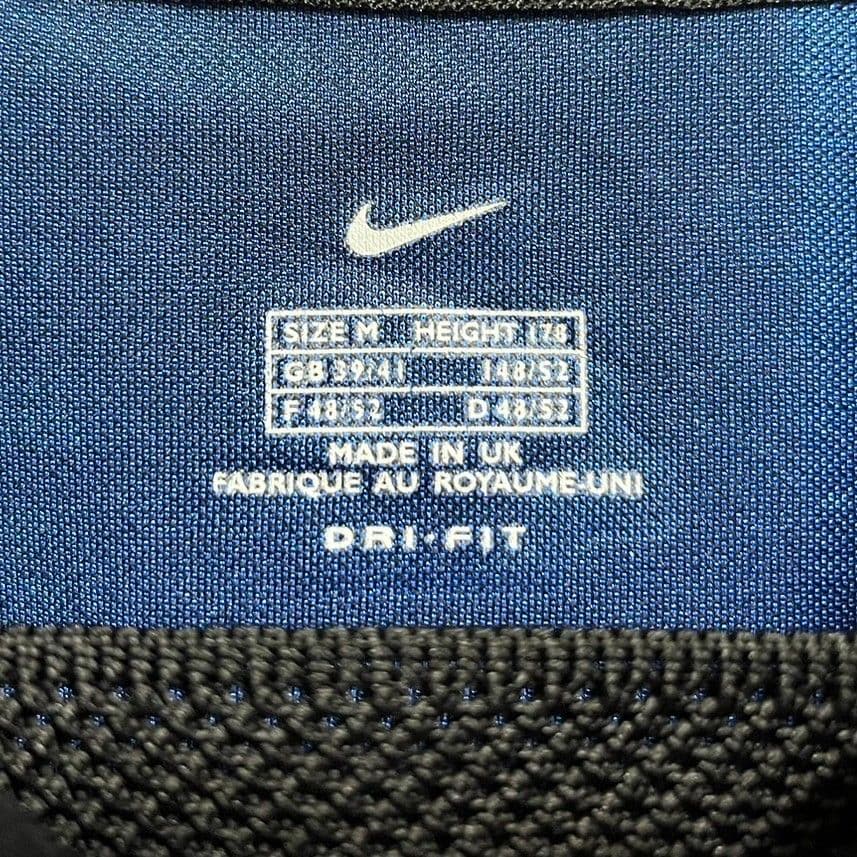 SIZE M HEIGHT 178
GB 39/41 I 48/52
F 48/52 D 48/52
MADE IN UK
FABRIQUE AU ROYAUME-UNI
DRI·FIT